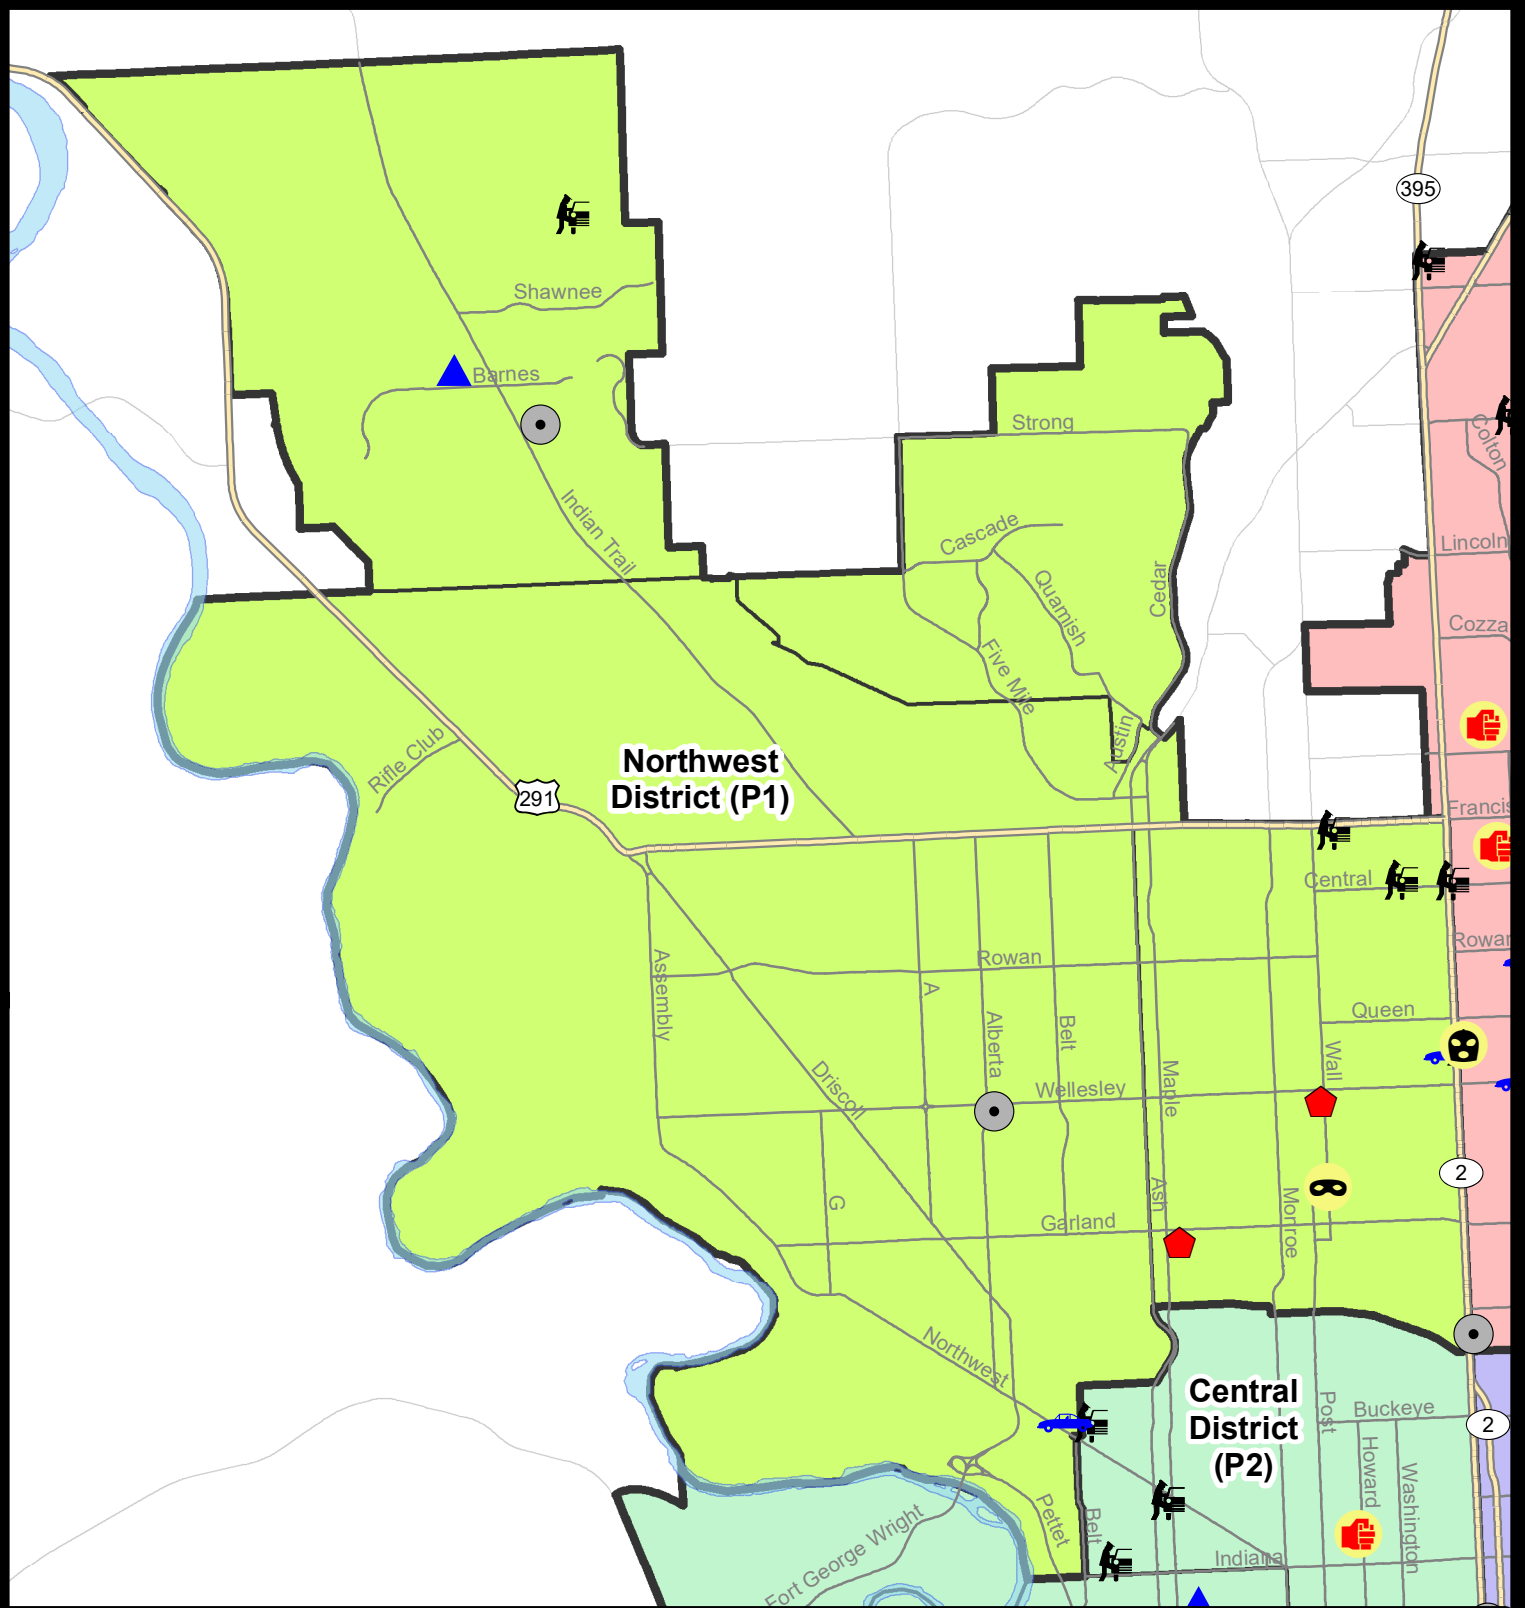 395
Shawnee
Barnes
Strong
Colton
Indian Trail
Cascade
Lincoln
Quamish
Cedar
Cozza
Five Mile
Austin
Rifle Club
Northwest
District (P1)
291
Francis
Central
Rowan
Rowan
Assembly
A
Alberta
Belt
Queen
Wall
Driscoll
Wellesley
Maple
2
G
Ash
Monroe
Garland
Northwest
Central
District
(P2)
Post
Buckeye
2
Howard
Washington
Pettet
Belt
Fort George Wright
Indiana